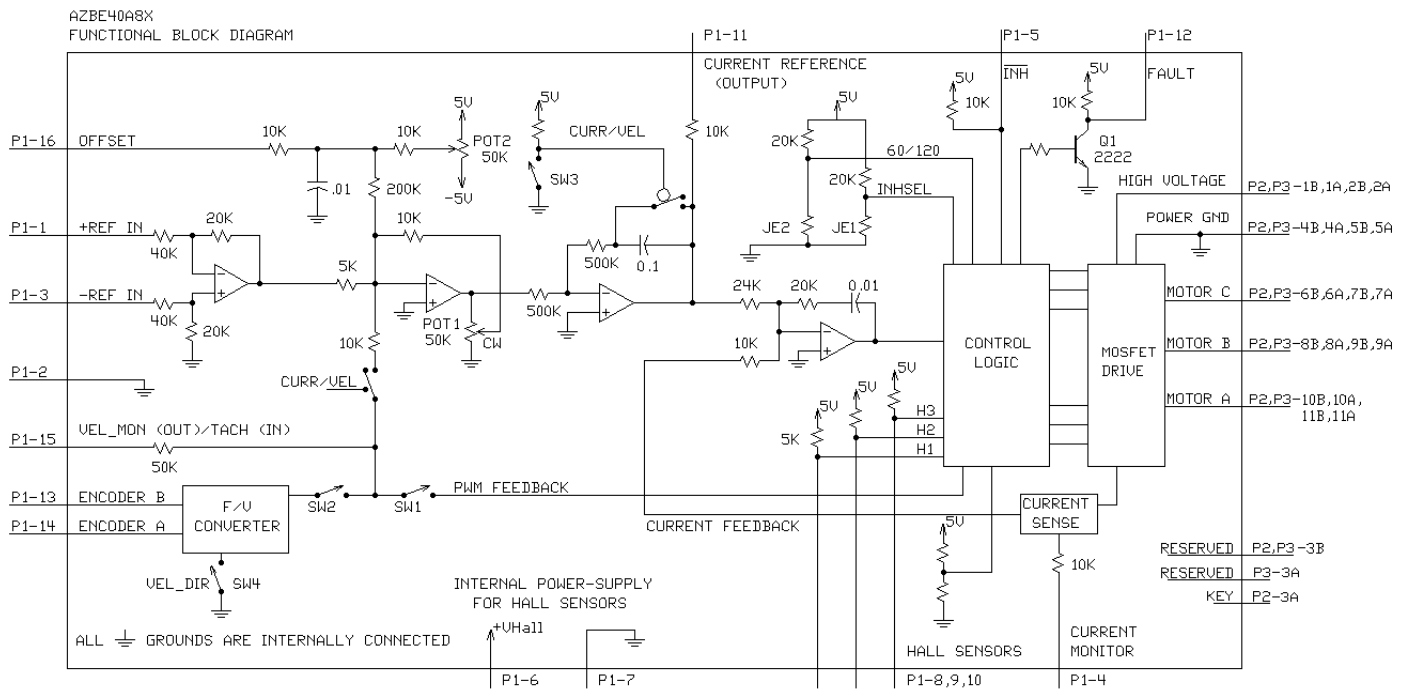 AZBE40A8X
FUNCTIONAL BLOCK DIAGRAM
P1-11
P1-5
P1-12
CURRENT REFERENCE
(OUTPUT)
INH
FAULT
5V
10K
5V
10K
Q1
2222
P1-16 OFFSET
10K
.01
10K
200K
5V
POT2
50K
-5V
5V
SW3
CURR/VEL
10K
5V
20K
60/120
20K
INHSEL
JE2
JE1
HIGH VOLTAGE P2,P3-1B,1A,2B,2A
POWER GND P2,P3-4B,4A,5B,5A
P1-1 +REF IN
40K
20K
P1-3 -REF IN
40K
20K
5K
10K
POT1
50K
CW
500K
500K
0.1
24K
20K
0.01
10K
CONTROL
LOGIC
MOSFET
DRIVE
MOTOR C P2,P3-6B,6A,7B,7A
MOTOR B P2,P3-8B,8A,9B,9A
MOTOR A P2,P3-10B,10A,
11B,11A
P1-2
10K
CURR/VEL
P1-15 VEL_MON (OUT)/TACH (IN)
50K
5V
5V
5V
5K
H3
H2
H1
P1-13 ENCODER B
P1-14 ENCODER A
F/V
CONVERTER
SW2
SW1
PWM FEEDBACK
CURRENT FEEDBACK
CURRENT
SENSE
5V
10K
VEL_DIR
SW4
RESERVED P2,P3-3B
RESERVED P3-3A
KEY P2-3A
INTERNAL POWER-SUPPLY
FOR HALL SENSORS
+VHall
ALL GROUNDS ARE INTERNALLY CONNECTED
HALL SENSORS
CURRENT
MONITOR
P1-6
P1-7
P1-8,9,10
P1-4